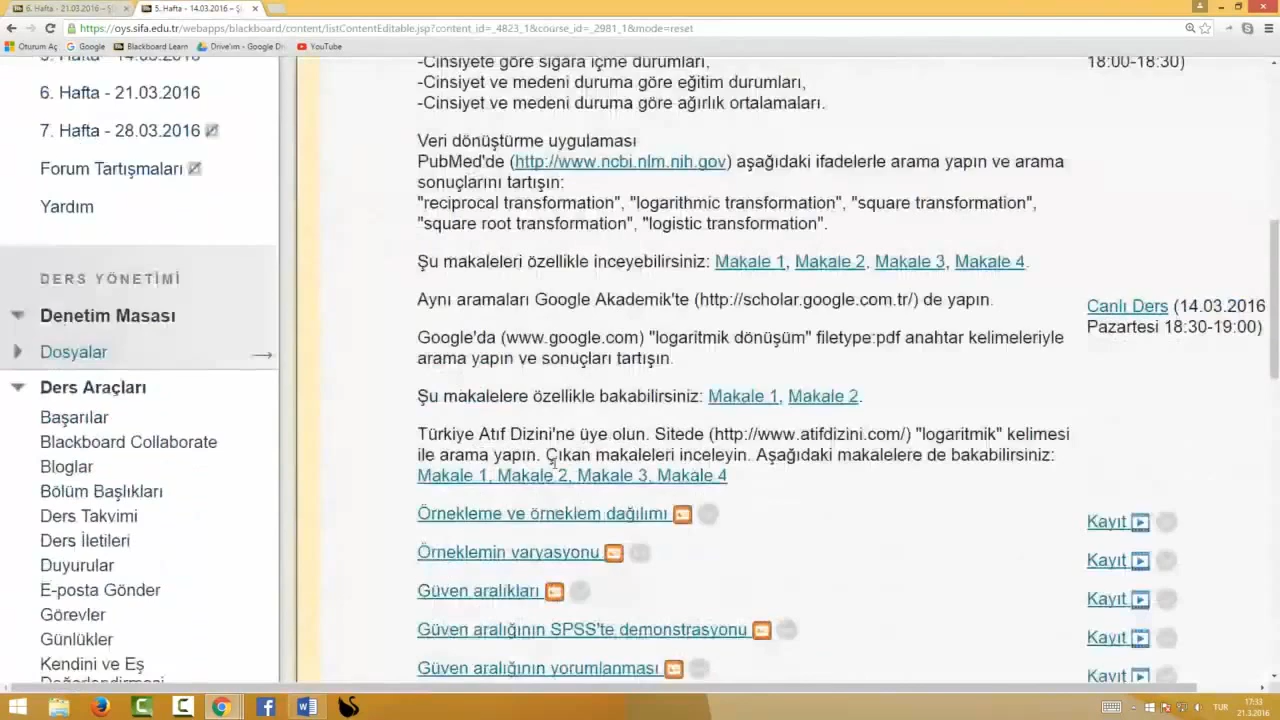 6. Hafta - 21.03.2016 - Ş
5. Hafta - 14.03.2016 - Ş
https://oys.sifa.edu.tr/webapps/blackboard/content/listContentEditable.jsp?content_id=_4823_1&course_id=_2981_1&mode=reset
Oturum Aç Google Blackboard Learn Drive'ım - Google Dr YouTube
5. Hafta - 14.03.2016
6. Hafta - 21.03.2016
7. Hafta - 28.03.2016
Forum Tartışmaları
Yardım
DERS YÖNETİMİ
Denetim Masası
Dosyalar
Ders Araçları
Başarılar
Blackboard Collaborate
Bloglar
Bölüm Başlıkları
Ders Takvimi
Ders İletileri
Duyurular
E-posta Gönder
Görevler
Günlükler
Kendini ve Eş
Değerlendirmesi
-Cinsiyete göre sigara içme durumları,
-Cinsiyet ve medeni duruma göre eğitim durumları,
-Cinsiyet ve medeni duruma göre ağırlık ortalamaları.
Veri dönüştürme uygulaması
PubMed'de (http://www.ncbi.nlm.nih.gov) aşağıdaki ifadelerle arama yapın ve arama
sonuçlarını tartışın:
"reciprocal transformation", "logarithmic transformation", "square transformation",
"square root transformation", "logistic transformation".
Şu makaleleri özellikle inceyebilirsiniz: Makale 1, Makale 2, Makale 3, Makale 4.
Aynı aramaları Google Akademik'te (http://scholar.google.com.tr/) de yapın.
Google'da (www.google.com) "logaritmik dönüşüm" filetype:pdf anahtar kelimeleriyle
arama yapın ve sonuçları tartışın.
Şu makalelere özellikle bakabilirsiniz: Makale 1, Makale 2.
Türkiye Atıf Dizini'ne üye olun. Sitede (http://www.atifdizini.com/) "logaritmik" kelimesi
ile arama yapın. Çıkan makaleleri inceleyin. Aşağıdaki makalelere de bakabilirsiniz:
Makale 1, Makale 2, Makale 3, Makale 4
Örnekleme ve örneklem dağılımı
Örneklemin varyasyonu
Güven aralıkları
Güven aralığının SPSS'te demonstrasyonu
Güven aralığının yorumlanması
18:00-18:30)
Canlı Ders (14.03.2016
Pazartesi 18:30-19:00)
Kayıt
Kayıt
Kayıt
Kayıt
Kayıt
TUR
17:33
21.3.2016